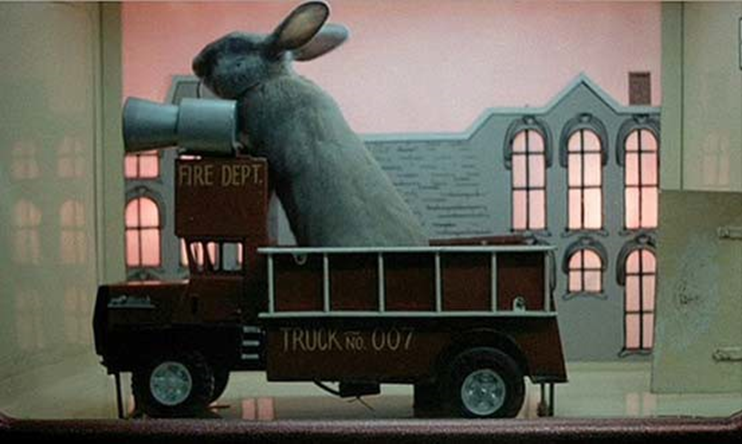 FIRE DEPT.
TRUCK NO. 007